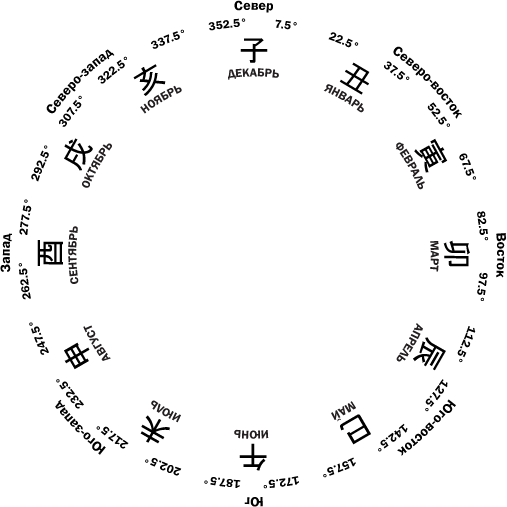 Север
352.5°
7.5°
子
ДЕКАБРЬ
22.5°
丑
ЯНВАРЬ
37.5°
Северо-восток
52.5°
寅
ФЕВРАЛЬ
67.5°
82.5°
卯
МАРТ
Восток
97.5°
112.5°
辰
АПРЕЛЬ
127.5°
Юго-восток
142.5°
巳
МАЙ
157.5°
172.5°
午
ИЮНЬ
Юг
187.5°
202.5°
未
ИЮЛЬ
217.5°
Юго-запад
232.5°
申
АВГУСТ
247.5°
262.5°
酉
СЕНТЯБРЬ
Запад
277.5°
292.5°
戌
ОКТЯБРЬ
307.5°
Северо-запад
322.5°
亥
НОЯБРЬ
337.5°